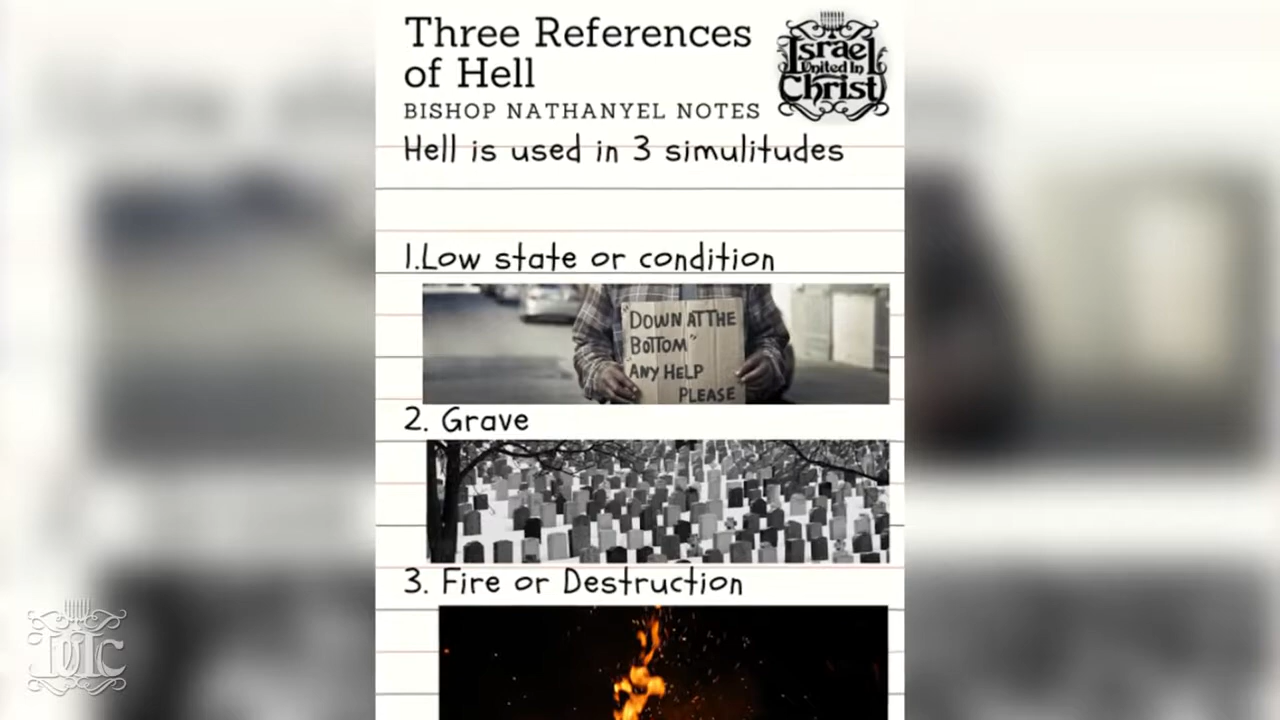 Three References
of Hell
BISHOP NATHANYEL NOTES
Israel
United In
Christ
Hell is used in 3 simulitudes
1.Low state or condition
"DOWN AT THE
BOTTOM"
"ANY HELP
PLEASE
2. Grave
3. Fire or Destruction
IUIC